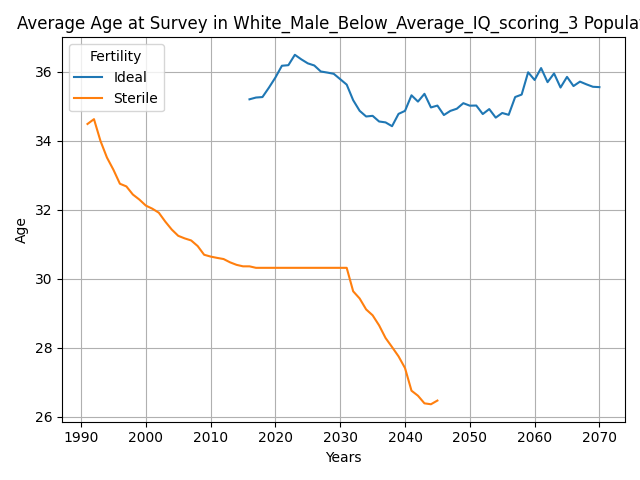 Average Age at Survey in White_Male_Below_Average_IQ_scoring_3 Popula
Fertility
Ideal
Sterile
Age
36
34
32
30
28
26
1990 2000 2010 2020 2030 2040 2050 2060 2070
Years